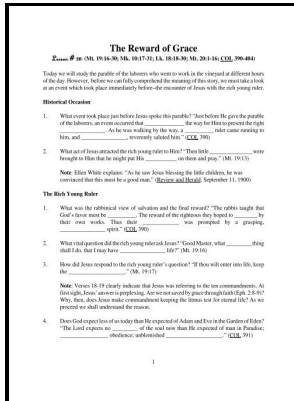 The Reward of Grace
Lesson # 20 (Mt. 19:16-30; Mk. 10:17-31; Lk. 18:18-30; Mt. 20:1-16; COL 390-404)
Today we will study the parable of the laborers who went to work in the vineyard at different hours
of the day. However, before we can fully comprehend the meaning of this story, we must take a look
at an event which took place immediately before–the encounter of Jesus with the rich young ruler.
Historical Occasion
1. What event took place just before Jesus spoke this parable? "Just before He gave the parable
of the laborers, an event occurred that ____________ the way for Him to present the right
____________. As he was walking by the way, a ________ ruler came running to
him, and ____________, reverently saluted him." (COL 390)
2. What act of Jesus attracted the rich young ruler to Him? "Then little ____________ were
brought to Him that he might put His __________ on them and pray." (Mt. 19:13)
Note: Ellen White explains: "As he saw Jesus blessing the little children, he was
convinced that this must be a good man." (Review and Herald, September 11, 1900)
The Rich Young Ruler
1. What was the rabbinical view of salvation and the final reward? "The rabbis taught that
God's favor must be __________. The reward of the righteous they hoped to ________ by
their own works. Thus their __________ was prompted by a grasping,
____________ spirit." (COL 390)
2. What vital question did the rich young ruler ask Jesus? "Good Master, what ________ thing
shall I do, that I may have ____________ life?" (Mt. 19:16)
3. How did Jesus respond to the rich young ruler's question? "If thou wilt enter into life, keep
the ______________." (Mt. 19:17)
Note: Verses 18-19 clearly indicate that Jesus was referring to the ten commandments. At
first sight, Jesus' answer is perplexing. Are we not saved by grace through faith (Eph. 2:8-9)?
Why, then, does Jesus make commandment keeping the litmus test for eternal life? As we
proceed we shall understand the reason.
4. Does God expect less of us today than He expected of Adam and Eve in the Garden of Eden?
"The Lord expects no ________ of the soul now than He expected of man in Paradise;
____________ obedience; unblemished ______________." (COL 391)
1